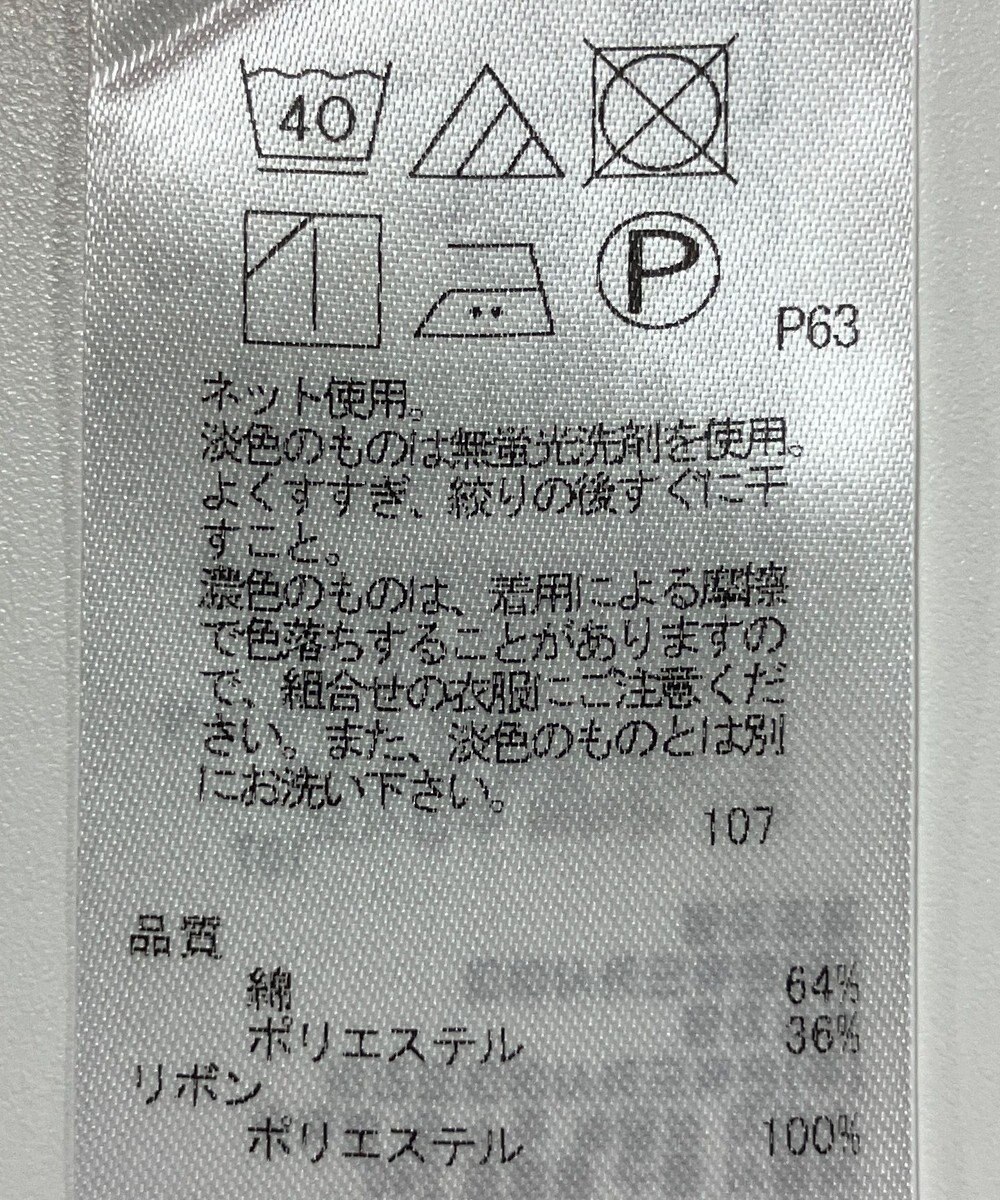 40
P
P63
ネット使用。
淡色のものは無蛍光洗剤を使用。
よくすすぎ、絞りの後すぐに干
すこと。
濃色のものは、着用による摩擦
で色落ちすることがありますの
で、組合せの衣服にご注意くだ
さい。また、淡色のものとは別
にお洗い下さい。
107
品質
綿 64%
ポリエステル 36%
リボン
ポリエステル 100%